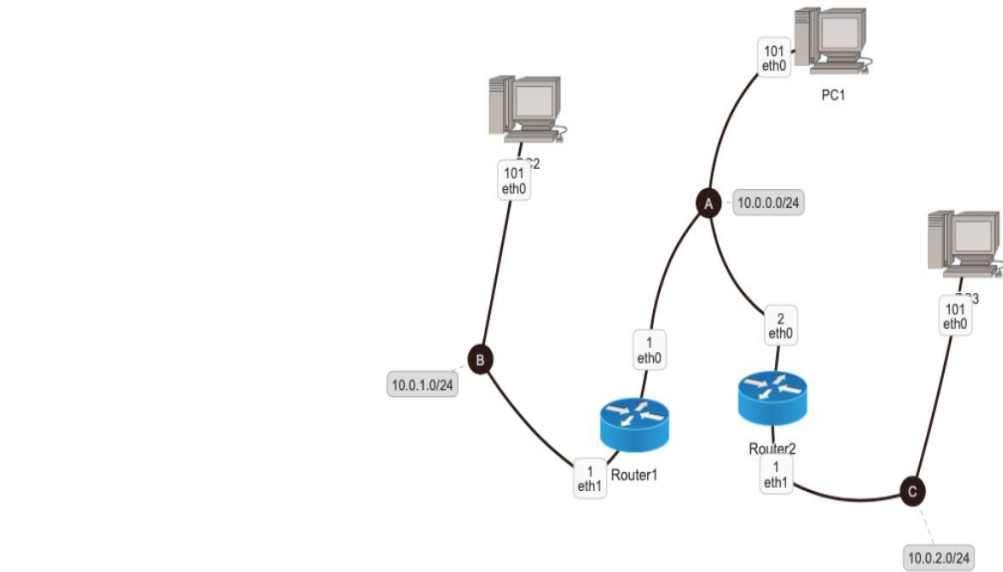 101
eth0
PC1
101
eth0
A
10.0.0.0/24
101
eth0
2
eth0
1
eth0
B
10.0.1.0/24
Router2
1
eth1
Router1
1
eth1
C
10.0.2.0/24